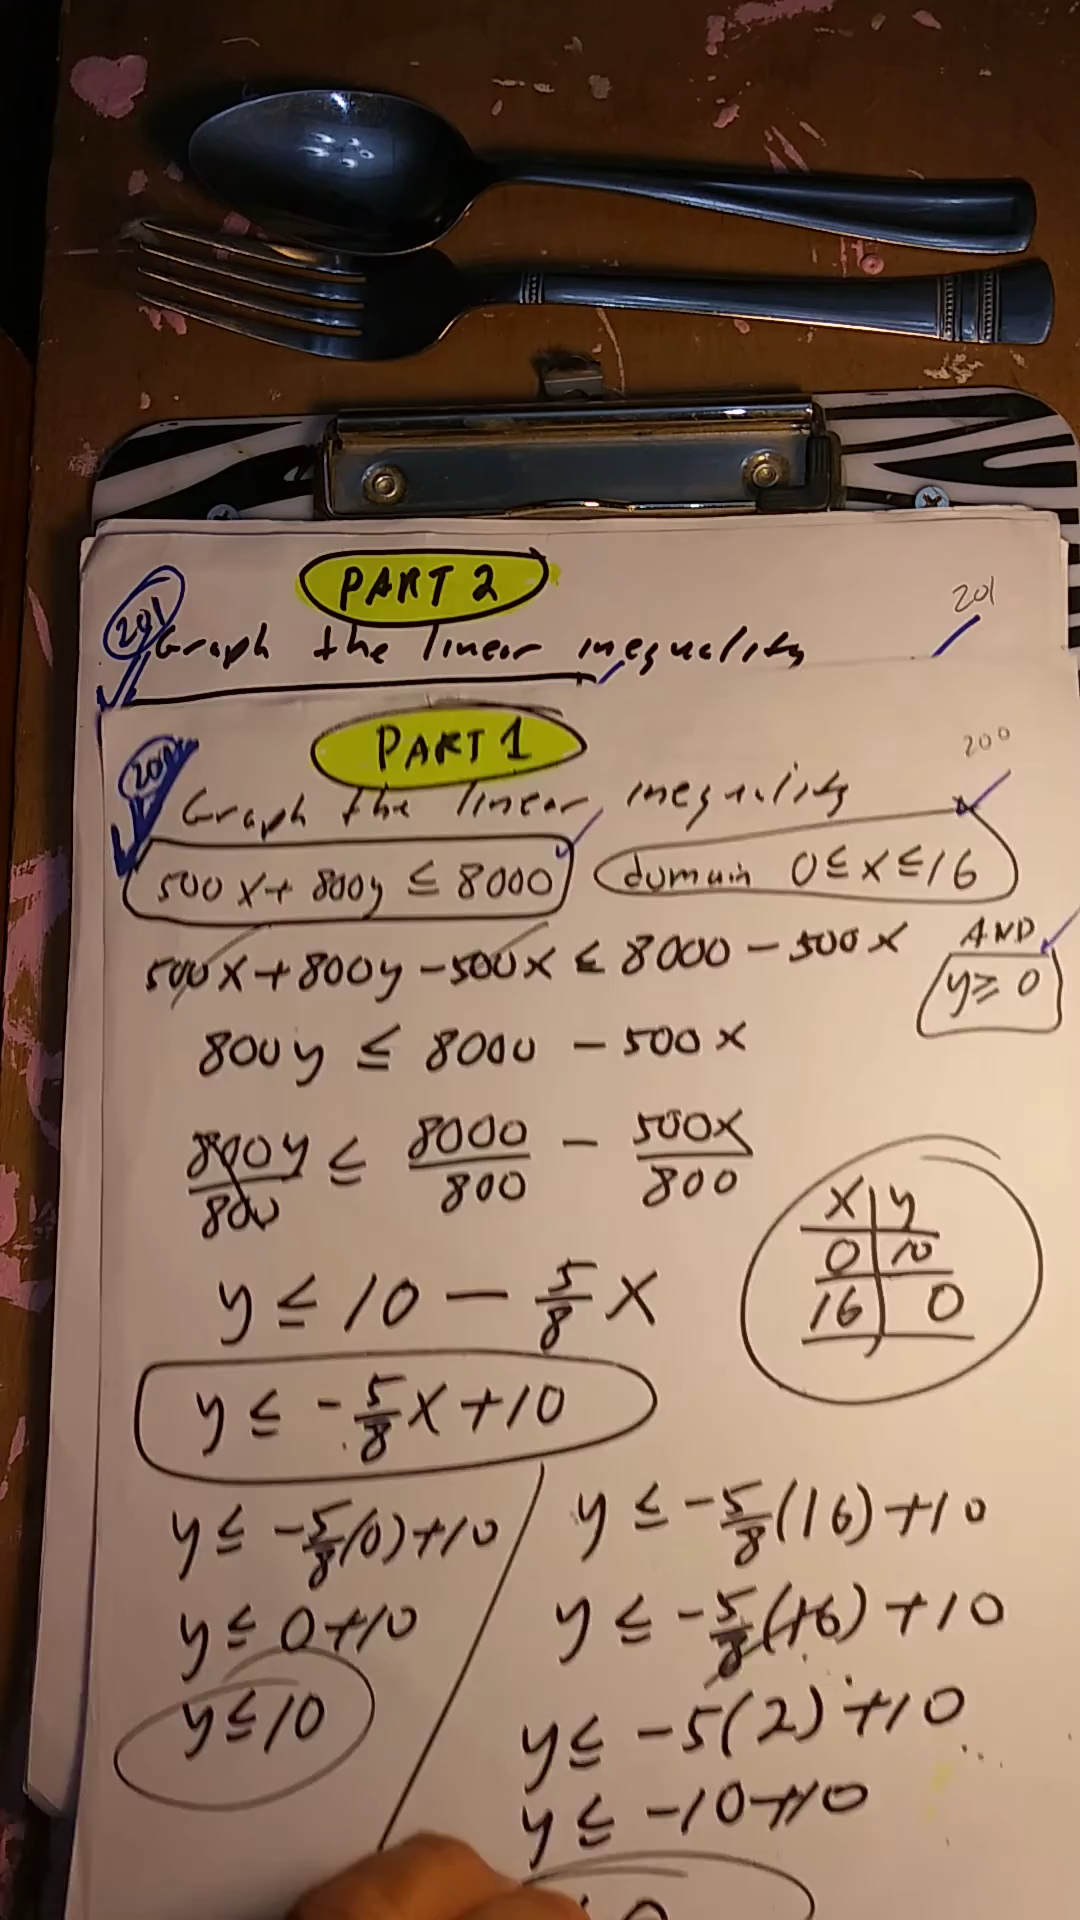 PART 2
201
201
Graph the linear inequality
PART 1
200
200
Graph the linear inequality
500x + 800y ≤ 8000
domain 0 ≤ x ≤ 16
AND
y ≥ 0
500x + 800y - 500x ≤ 8000 - 500x
800y ≤ 8000 - 500x
800y/800 ≤ 8000/800 - 500x/800
x | y
0 | 10
16 | 0
y ≤ 10 - 5/8 x
y ≤ -5/8 x + 10
y ≤ -5/8(0) + 10
y ≤ 0 + 10
y ≤ 10
y ≤ -5/8(16) + 10
y ≤ -5/8(16) + 10
y ≤ -5(2) + 10
y ≤ -10 + 10